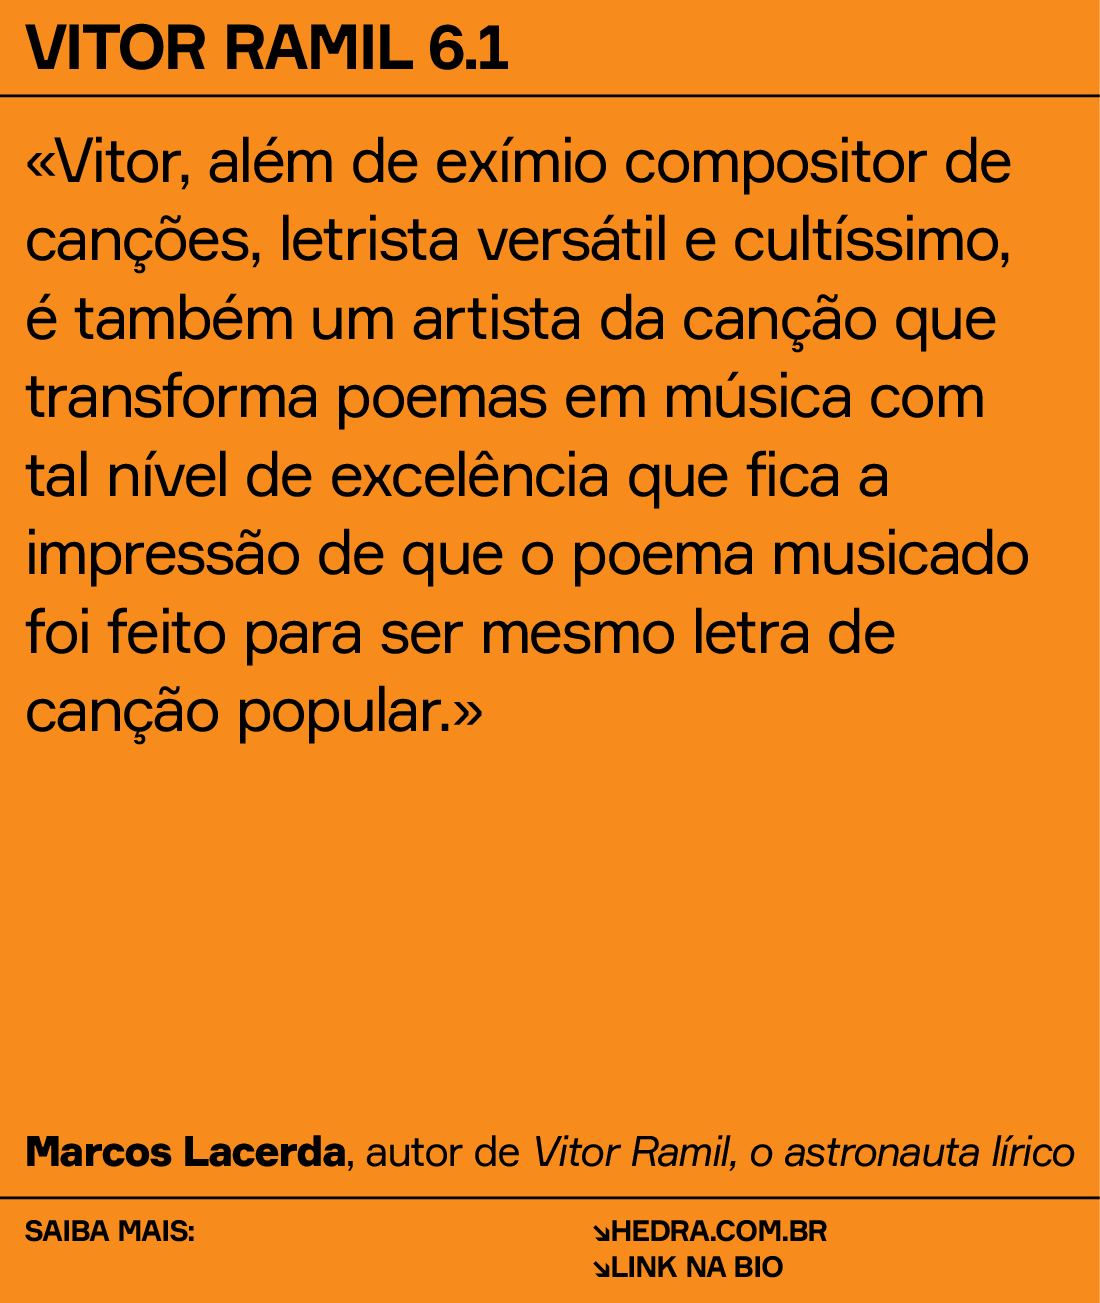 VITOR RAMIL 6.1
«Vitor, além de exímio compositor de
canções, letrista versátil e cultíssimo,
é também um artista da canção que
transforma poemas em música com
tal nível de excelência que fica a
impressão de que o poema musicado
foi feito para ser mesmo letra de
canção popular.»
Marcos Lacerda, autor de Vitor Ramil, o astronauta lírico
SAIBA MAIS:
↘HEDRA.COM.BR
↘LINK NA BIO